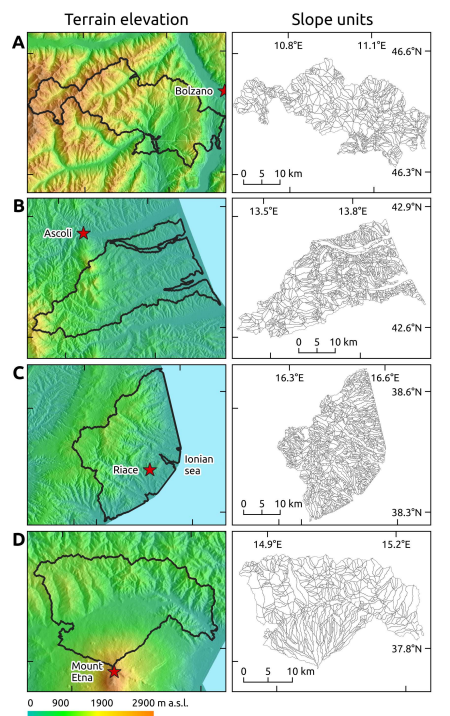 Terrain elevation
Slope units
A
Bolzano
10.8°E
11.1°E
46.6°N
46.3°N
0 5 10 km
B
Ascoli
13.5°E
13.8°E
42.9°N
42.6°N
0 5 10 km
C
Riace
Ionian
sea
16.3°E
16.6°E
38.6°N
38.3°N
0 5 10 km
D
Mount
Etna
14.9°E
15.2°E
37.8°N
0 5 10 km
0 900 1900 2900 m a.s.l.